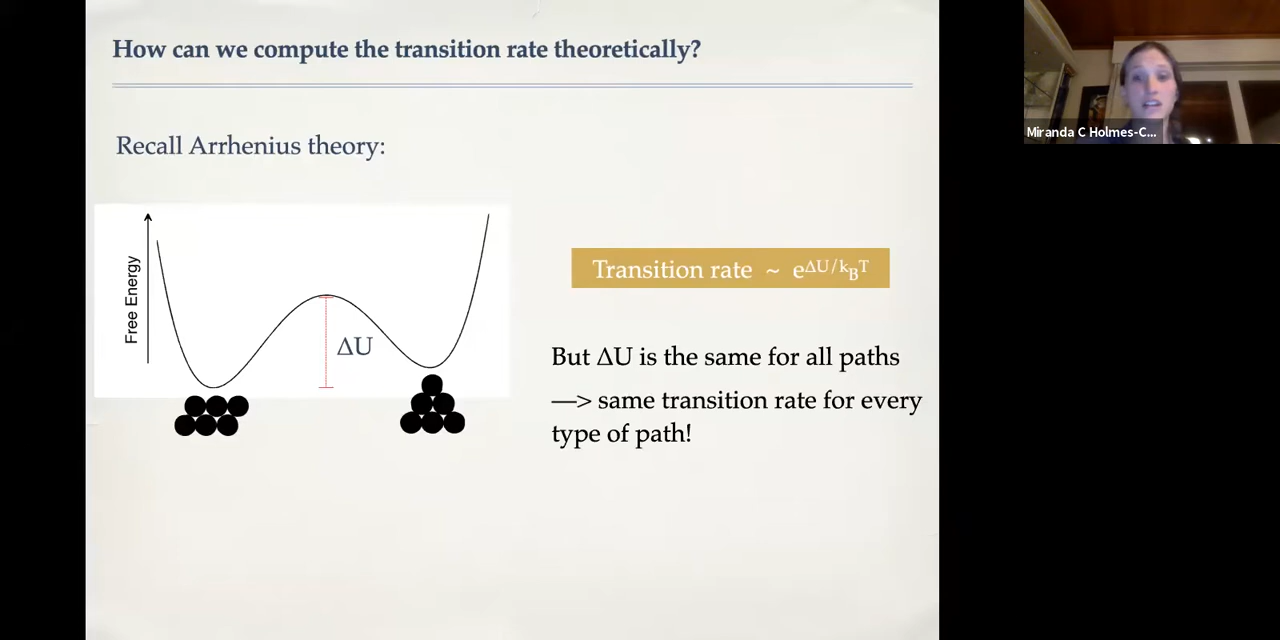 How can we compute the transition rate theoretically?
Miranda C Holmes-C...
Recall Arrhenius theory:
Free Energy
ΔU
Transition rate ~ e^ΔU/k_BT
But ΔU is the same for all paths
—> same transition rate for every
type of path!